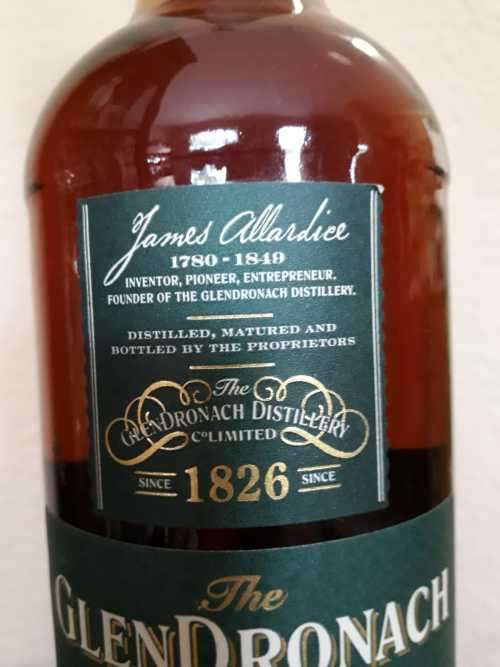 James Allardice
1780 - 1849
INVENTOR, PIONEER, ENTREPRENEUR.
FOUNDER OF THE GLENDRONACH DISTILLERY.
DISTILLED, MATURED AND
BOTTLED BY THE PROPRIETORS
The
GLENDRONACH DISTILLERY
Co LIMITED
SINCE 1826 SINCE
The
GLENDRONACH